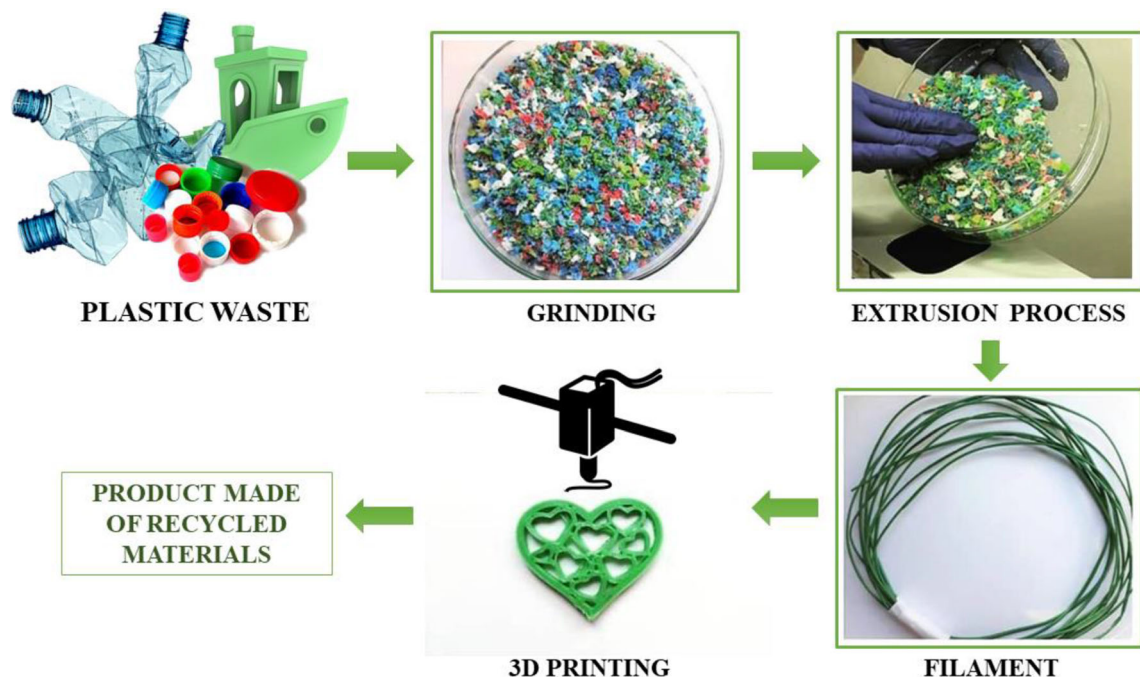 PLASTIC WASTE
GRINDING
EXTRUSION PROCESS
FILAMENT
3D PRINTING
PRODUCT MADE
OF RECYCLED
MATERIALS